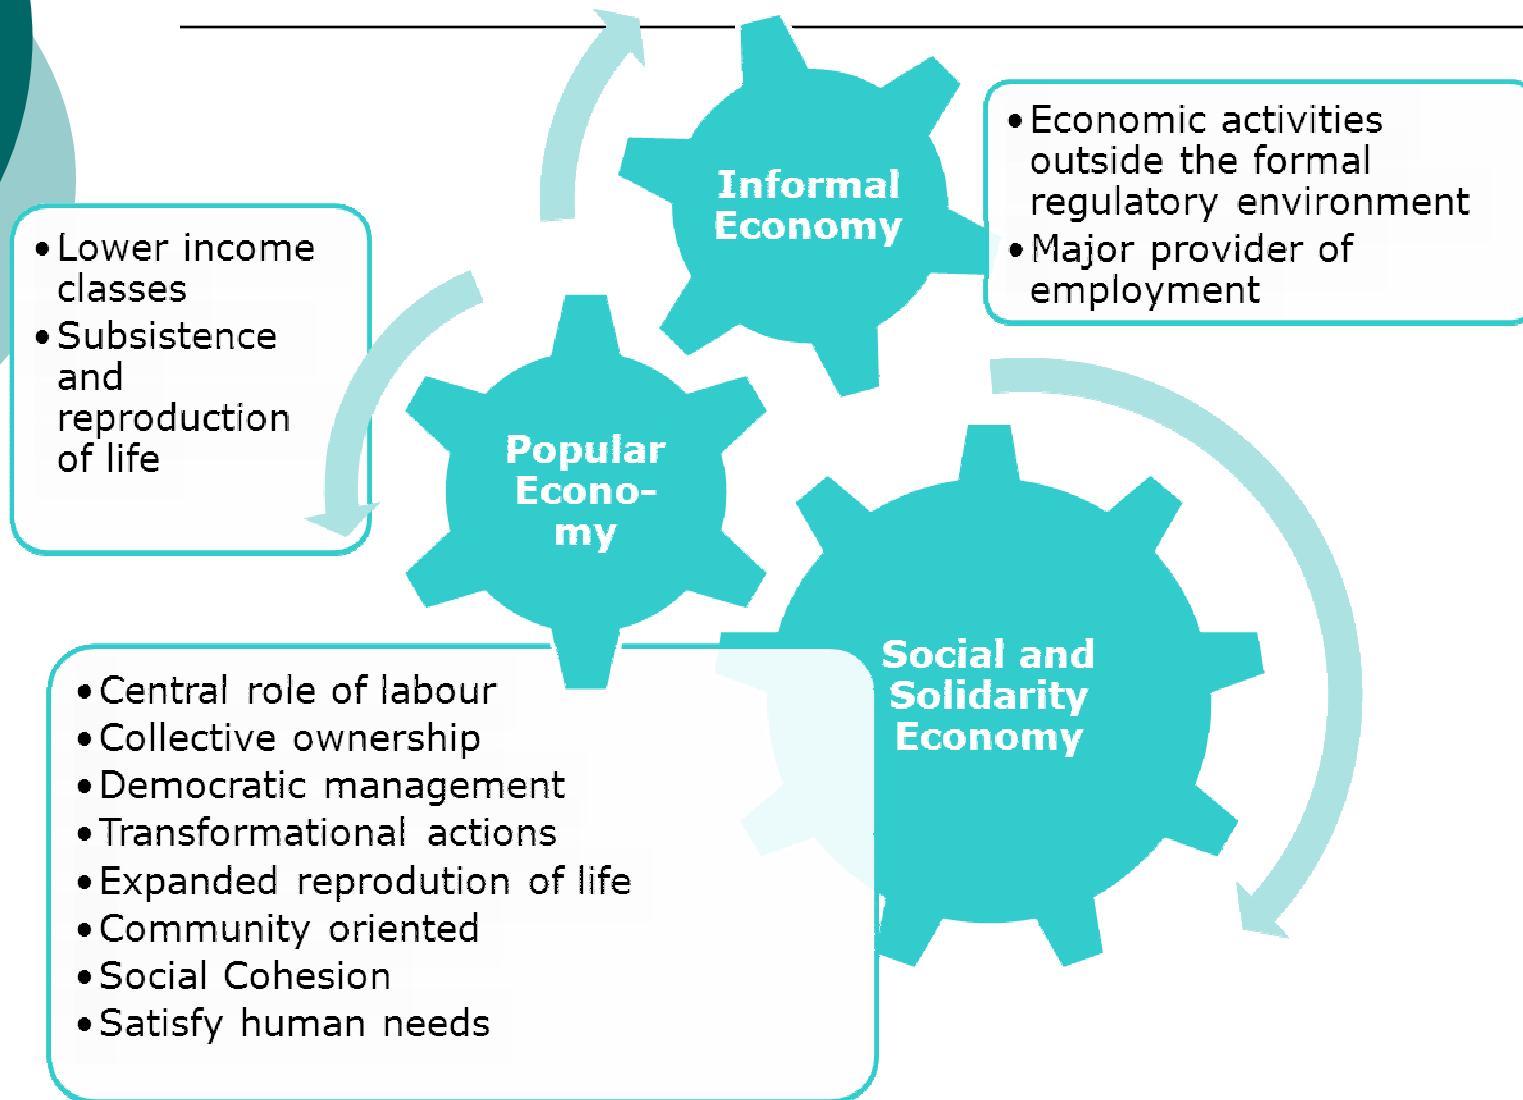 Informal
Economy
• Economic activities
outside the formal
regulatory environment
• Major provider of
employment
• Lower income
classes
• Subsistence
and
reproduction
of life
Popular
Econo-
my
Social and
Solidarity
Economy
• Central role of labour
• Collective ownership
• Democratic management
• Transformational actions
• Expanded reprodution of life
• Community oriented
• Social Cohesion
• Satisfy human needs